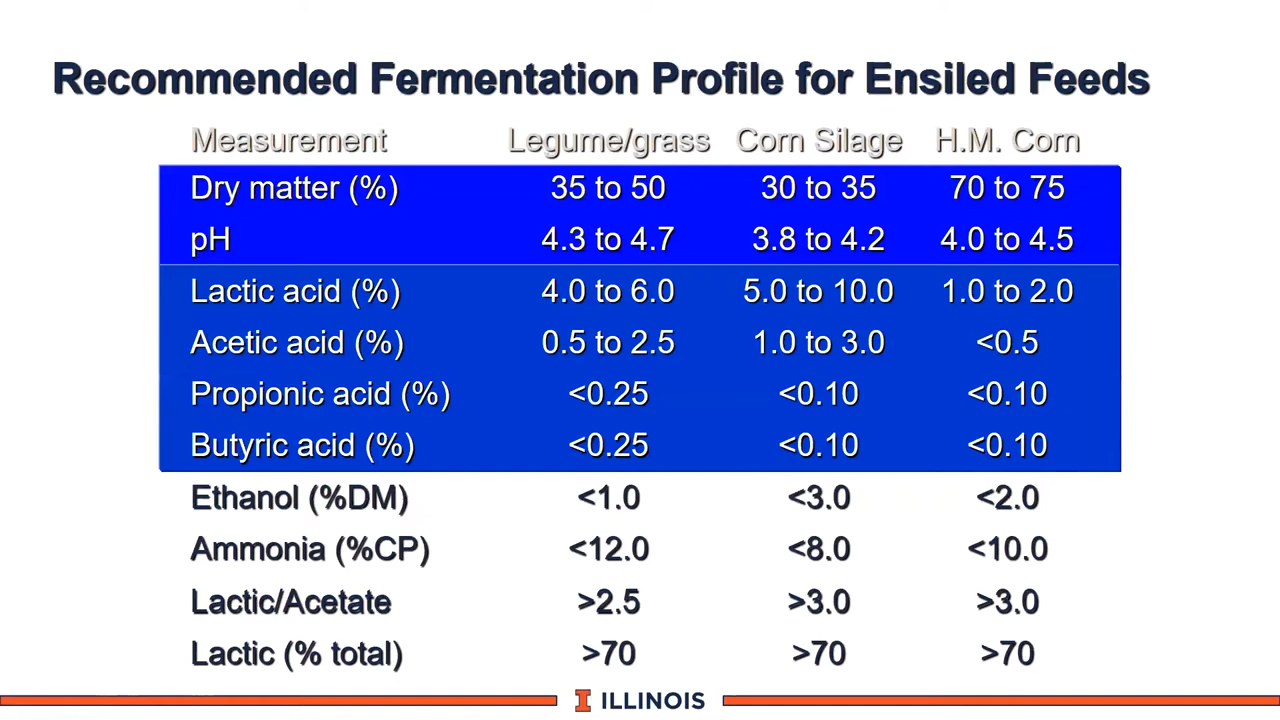 Recommended Fermentation Profile for Ensiled Feeds
Measurement Legume/grass Corn Silage H.M. Corn
Dry matter (%) 35 to 50 30 to 35 70 to 75
pH 4.3 to 4.7 3.8 to 4.2 4.0 to 4.5
Lactic acid (%) 4.0 to 6.0 5.0 to 10.0 1.0 to 2.0
Acetic acid (%) 0.5 to 2.5 1.0 to 3.0 <0.5
Propionic acid (%) <0.25 <0.10 <0.10
Butyric acid (%) <0.25 <0.10 <0.10
Ethanol (%DM) <1.0 <3.0 <2.0
Ammonia (%CP) <12.0 <8.0 <10.0
Lactic/Acetate >2.5 >3.0 >3.0
Lactic (% total) >70 >70 >70
I ILLINOIS